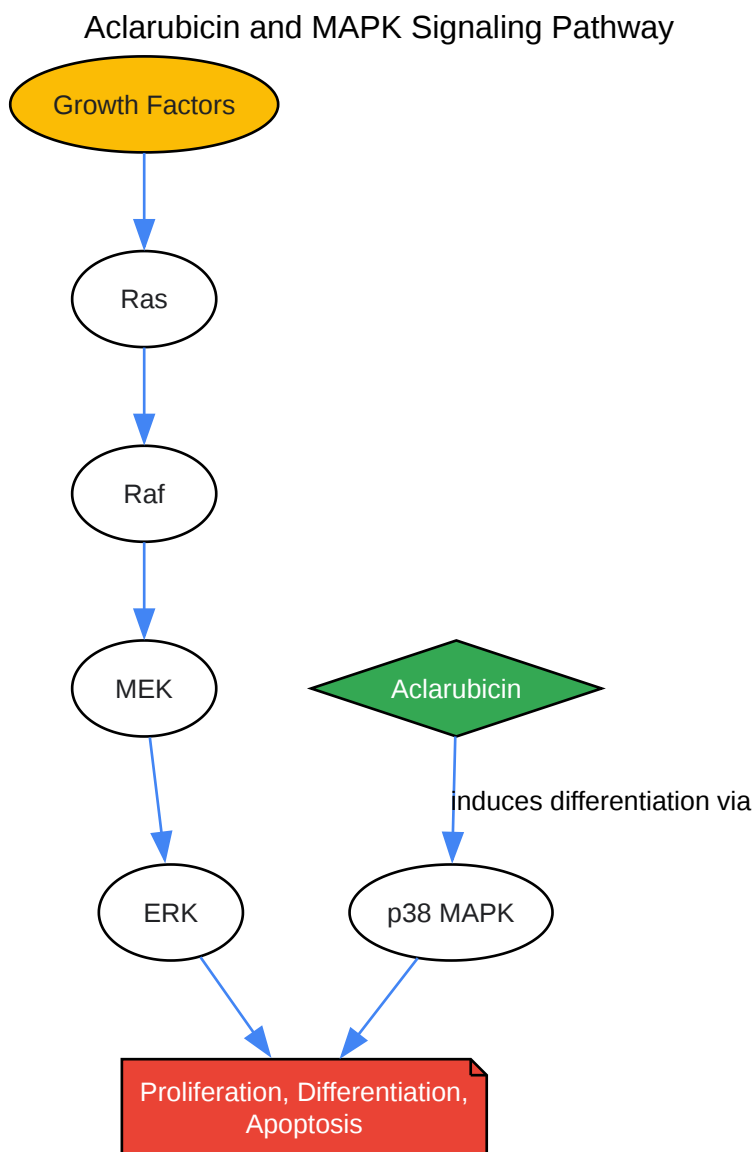 Aclarubicin and MAPK Signaling Pathway
Growth Factors
Ras
Raf
MEK
Aclarubicin
induces differentiation via
ERK
p38 MAPK
Proliferation, Differentiation,
Apoptosis